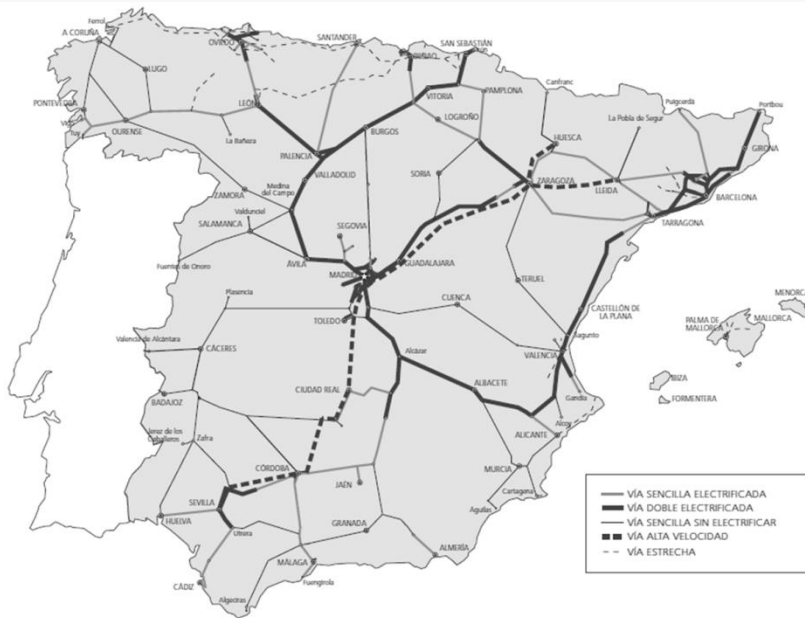 Ferrol
A CORUÑA
OVIEDO
SANTANDER
BILBAO
SAN SEBASTIÁN
Irún
LUGO
PONTEVEDRA
Vigo
Tuy
OURENSE
LEÓN
La Bañeza
VITORIA
PAMPLONA
LOGROÑO
BURGOS
Canfranc
HUESCA
La Pobla de Segur
Puigcerdá
Portbou
GIRONA
PALENCIA
VALLADOLID
ZAMORA
Medina
del Campo
SORIA
ZARAGOZA
LLEIDA
BARCELONA
TARRAGONA
SALAMANCA
Valdunciel
SEGOVIA
Fuentes de Onoro
ÁVILA
MADRID
GUADALAJARA
TERUEL
CUENCA
Plasencia
TOLEDO
CASTELLÓN
DE LA PLANA
MENORCA
PALMA DE
MALLORCA
MALLORCA
Sagunto
VALENCIA
Valencia de Alcántara
CÁCERES
Alcázar
IBIZA
FORMENTERA
CIUDAD REAL
ALBACETE
Gandía
BADAJOZ
Alcoy
ALICANTE
Jerez de los
Caballeros
Zafra
MURCIA
CÓRDOBA
JAÉN
Cartagena
Águilas
SEVILLA
HUELVA
Utrera
GRANADA
ALMERÍA
MÁLAGA
Fuengirola
CÁDIZ
Algeciras
VÍA SENCILLA ELECTRIFICADA
VÍA DOBLE ELECTRIFICADA
VÍA SENCILLA SIN ELECTRIFICAR
VÍA ALTA VELOCIDAD
VÍA ESTRECHA